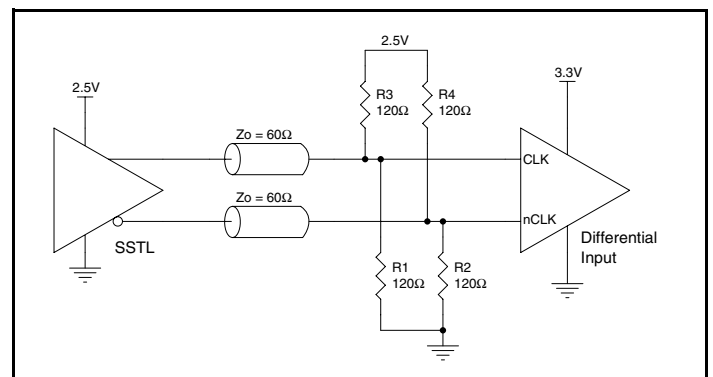 2.5V
2.5V
3.3V
R3
120Ω
R4
120Ω
Zo = 60Ω
CLK
Zo = 60Ω
nCLK
SSTL
Differential
Input
R1
120Ω
R2
120Ω